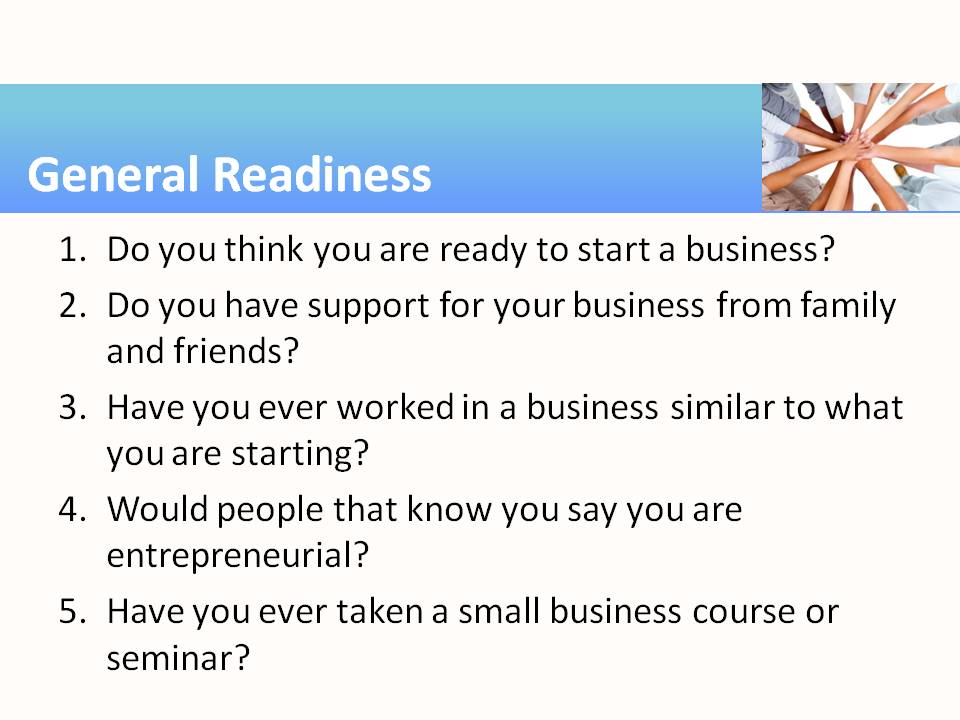 General Readiness
1. Do you think you are ready to start a business?
2. Do you have support for your business from family
and friends?
3. Have you ever worked in a business similar to what
you are starting?
4. Would people that know you say you are
entrepreneurial?
5. Have you ever taken a small business course or
seminar?